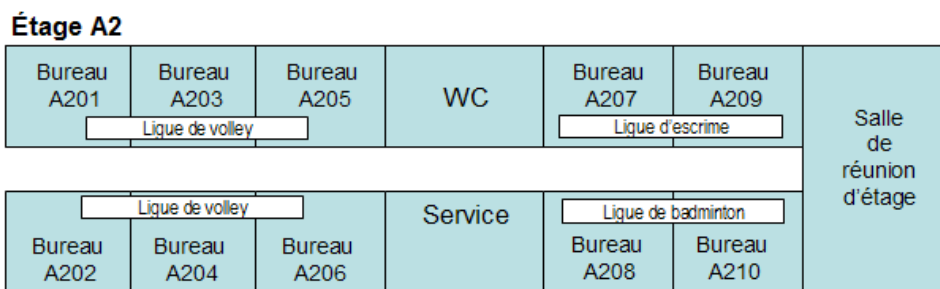 Étage A2
Bureau
A201
Bureau
A203
Bureau
A205
WC
Bureau
A207
Bureau
A209
Ligue de volley
Ligue d'escrime
Salle
de
réunion
d'étage
Ligue de volley
Service
Ligue de badminton
Bureau
A202
Bureau
A204
Bureau
A206
Bureau
A208
Bureau
A210